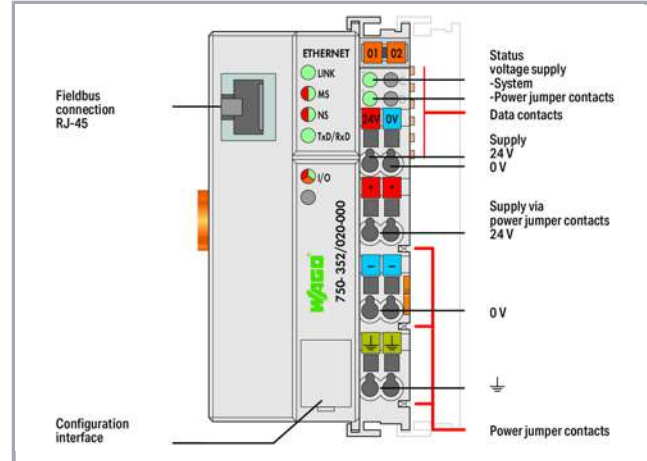 Fieldbus
connection
RJ-45
Configuration
interface
ETHERNET
LINK
MS
NS
TxD/RxD
I/O
WAGO
750-352/020-000
01 02
24V 0V
+ +
– –
Status
voltage supply
-System
-Power jumper contacts
Data contacts
Supply
24 V
0 V
Supply via
power jumper contacts
24 V
0 V
Power jumper contacts